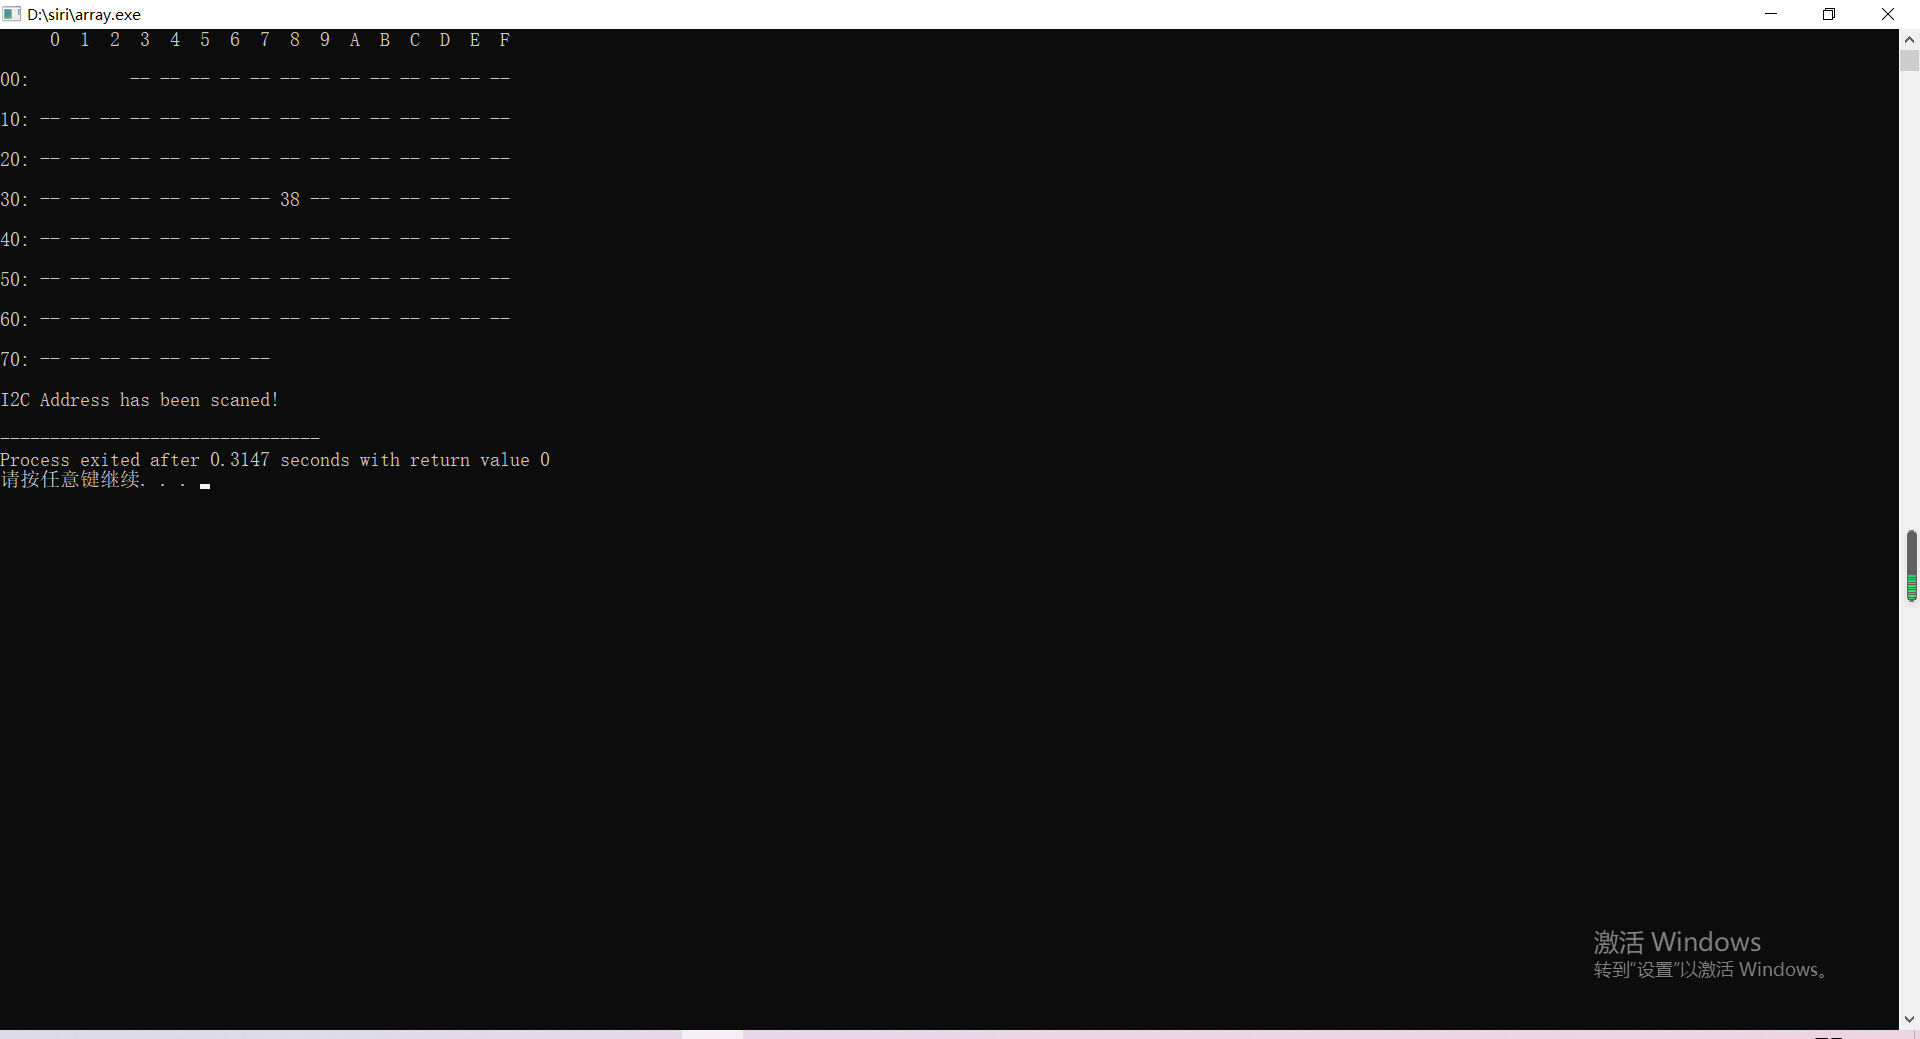 D:\siri\array.exe
0 1 2 3 4 5 6 7 8 9 A B C D E F
00: -- -- -- -- -- -- -- -- -- -- -- -- --
10: -- -- -- -- -- -- -- -- -- -- -- -- -- -- -- --
20: -- -- -- -- -- -- -- -- -- -- -- -- -- -- -- --
30: -- -- -- -- -- -- -- -- 38 -- -- -- -- -- -- --
40: -- -- -- -- -- -- -- -- -- -- -- -- -- -- -- --
50: -- -- -- -- -- -- -- -- -- -- -- -- -- -- -- --
60: -- -- -- -- -- -- -- -- -- -- -- -- -- -- -- --
70: -- -- -- -- -- -- -- --
I2C Address has been scaned!
--------------------------------
Process exited after 0.3147 seconds with return value 0
请按任意键继续. . .
激活 Windows
转到"设置"以激活 Windows。